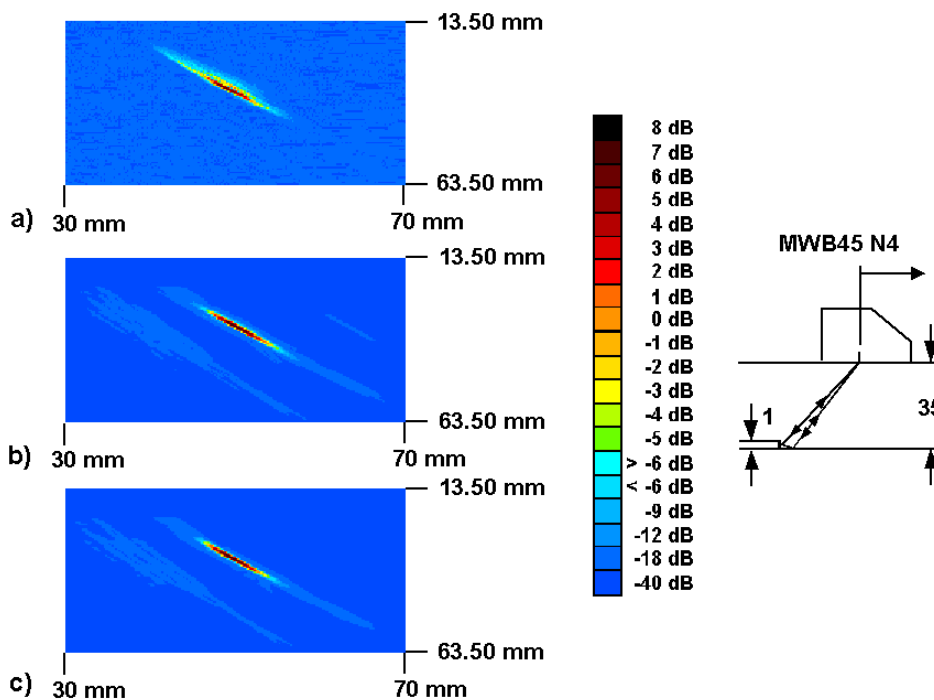 13.50 mm
63.50 mm
a)
30 mm
70 mm
13.50 mm
63.50 mm
b)
30 mm
70 mm
13.50 mm
63.50 mm
c)
30 mm
70 mm
8 dB
7 dB
6 dB
5 dB
4 dB
3 dB
2 dB
1 dB
0 dB
-1 dB
-2 dB
-3 dB
-4 dB
-5 dB
> -6 dB
< -6 dB
-9 dB
-12 dB
-18 dB
-40 dB
MWB45 N4
1
35